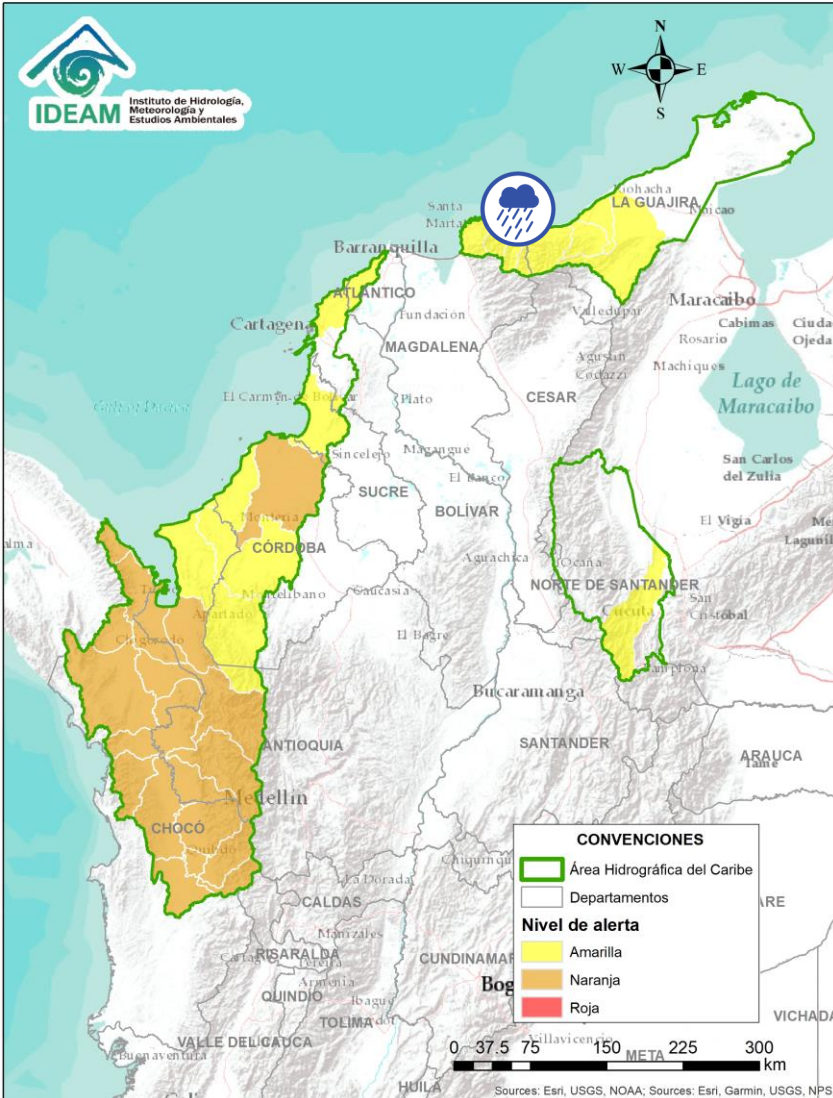 IDEAM
Instituto de Hidrología,
Meteorología y
Estudios Ambientales
N
W
E
S
Riohacha
LA GUAJIRA
Maicao
Santa
Marta
Barranquilla
ATLÁNTICO
Cartagena
Fundación
Valledupar
Maracaibo
Cabimas
Ciudad
Ojeda
Rosario
Machiques
MAGDALENA
Agustín
Codazzi
Lago de
Maracaibo
CESAR
El Carmen de Bolívar
Plato
Sincelejo
Magangué
San Carlos
del Zulia
SUCRE
El Banco
BOLÍVAR
El Vigía
Montería
CÓRDOBA
Aguachica
Ocaña
NORTE DE SANTANDER
San
Cristóbal
Cúcuta
Montelíbano
Caucasia
Apartadó
El Bagre
Pamplona
Bucaramanga
SANTANDER
ANTIOQUIA
ARAUCA
Tame
Medellín
CHOCÓ
Quibdó
La Dorada
CALDAS
Manizales
RISARALDA
Pereira
Armenia
QUINDIO
Ibagué
TOLIMA
CUNDINAMAR
Bog
VALLE DEL CAUCA
Buenaventura
Villavicencio
META
VICHADA
HUILA
CONVENCIONES
Área Hidrográfica del Caribe
Departamentos
Nivel de alerta
Amarilla
Naranja
Roja
0 37.5 75 150 225 300
km
Sources: Esri, USGS, NOAA; Sources: Esri, Garmin, USGS, NPS